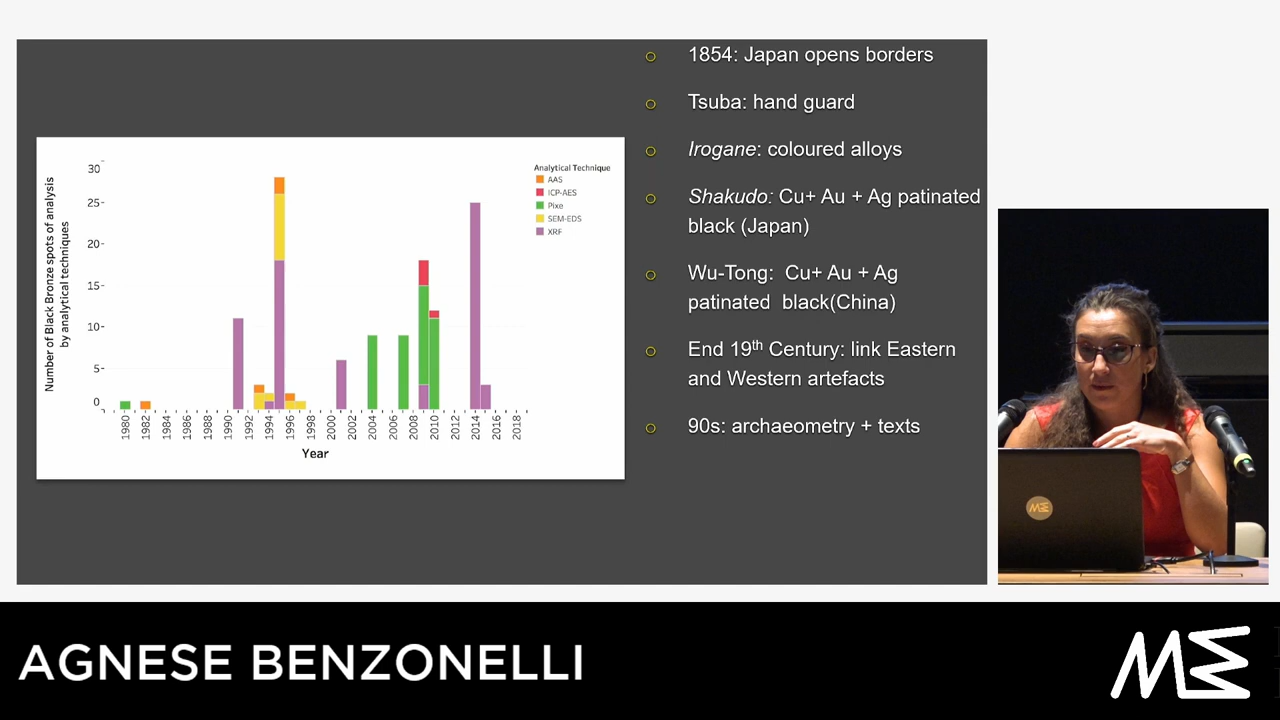 1854: Japan opens borders
Tsuba: hand guard
Irogane: coloured alloys
Shakudo: Cu+ Au + Ag patinated
black (Japan)
Wu-Tong: Cu+ Au + Ag
patinated black(China)
End 19th Century: link Eastern
and Western artefacts
90s: archaeometry + texts
Number of Black Bronze spots of analysis
by analytical techniques
30
25
20
15
10
5
0
1980
1982
1984
1986
1988
1990
1992
1994
1996
1998
2000
2002
2004
2006
2008
2010
2012
2014
2016
2018
Year
Analytical Technique
AAS
ICP-AES
Pixe
SEM-EDS
XRF
ME
AGNESE BENZONELLI
ME